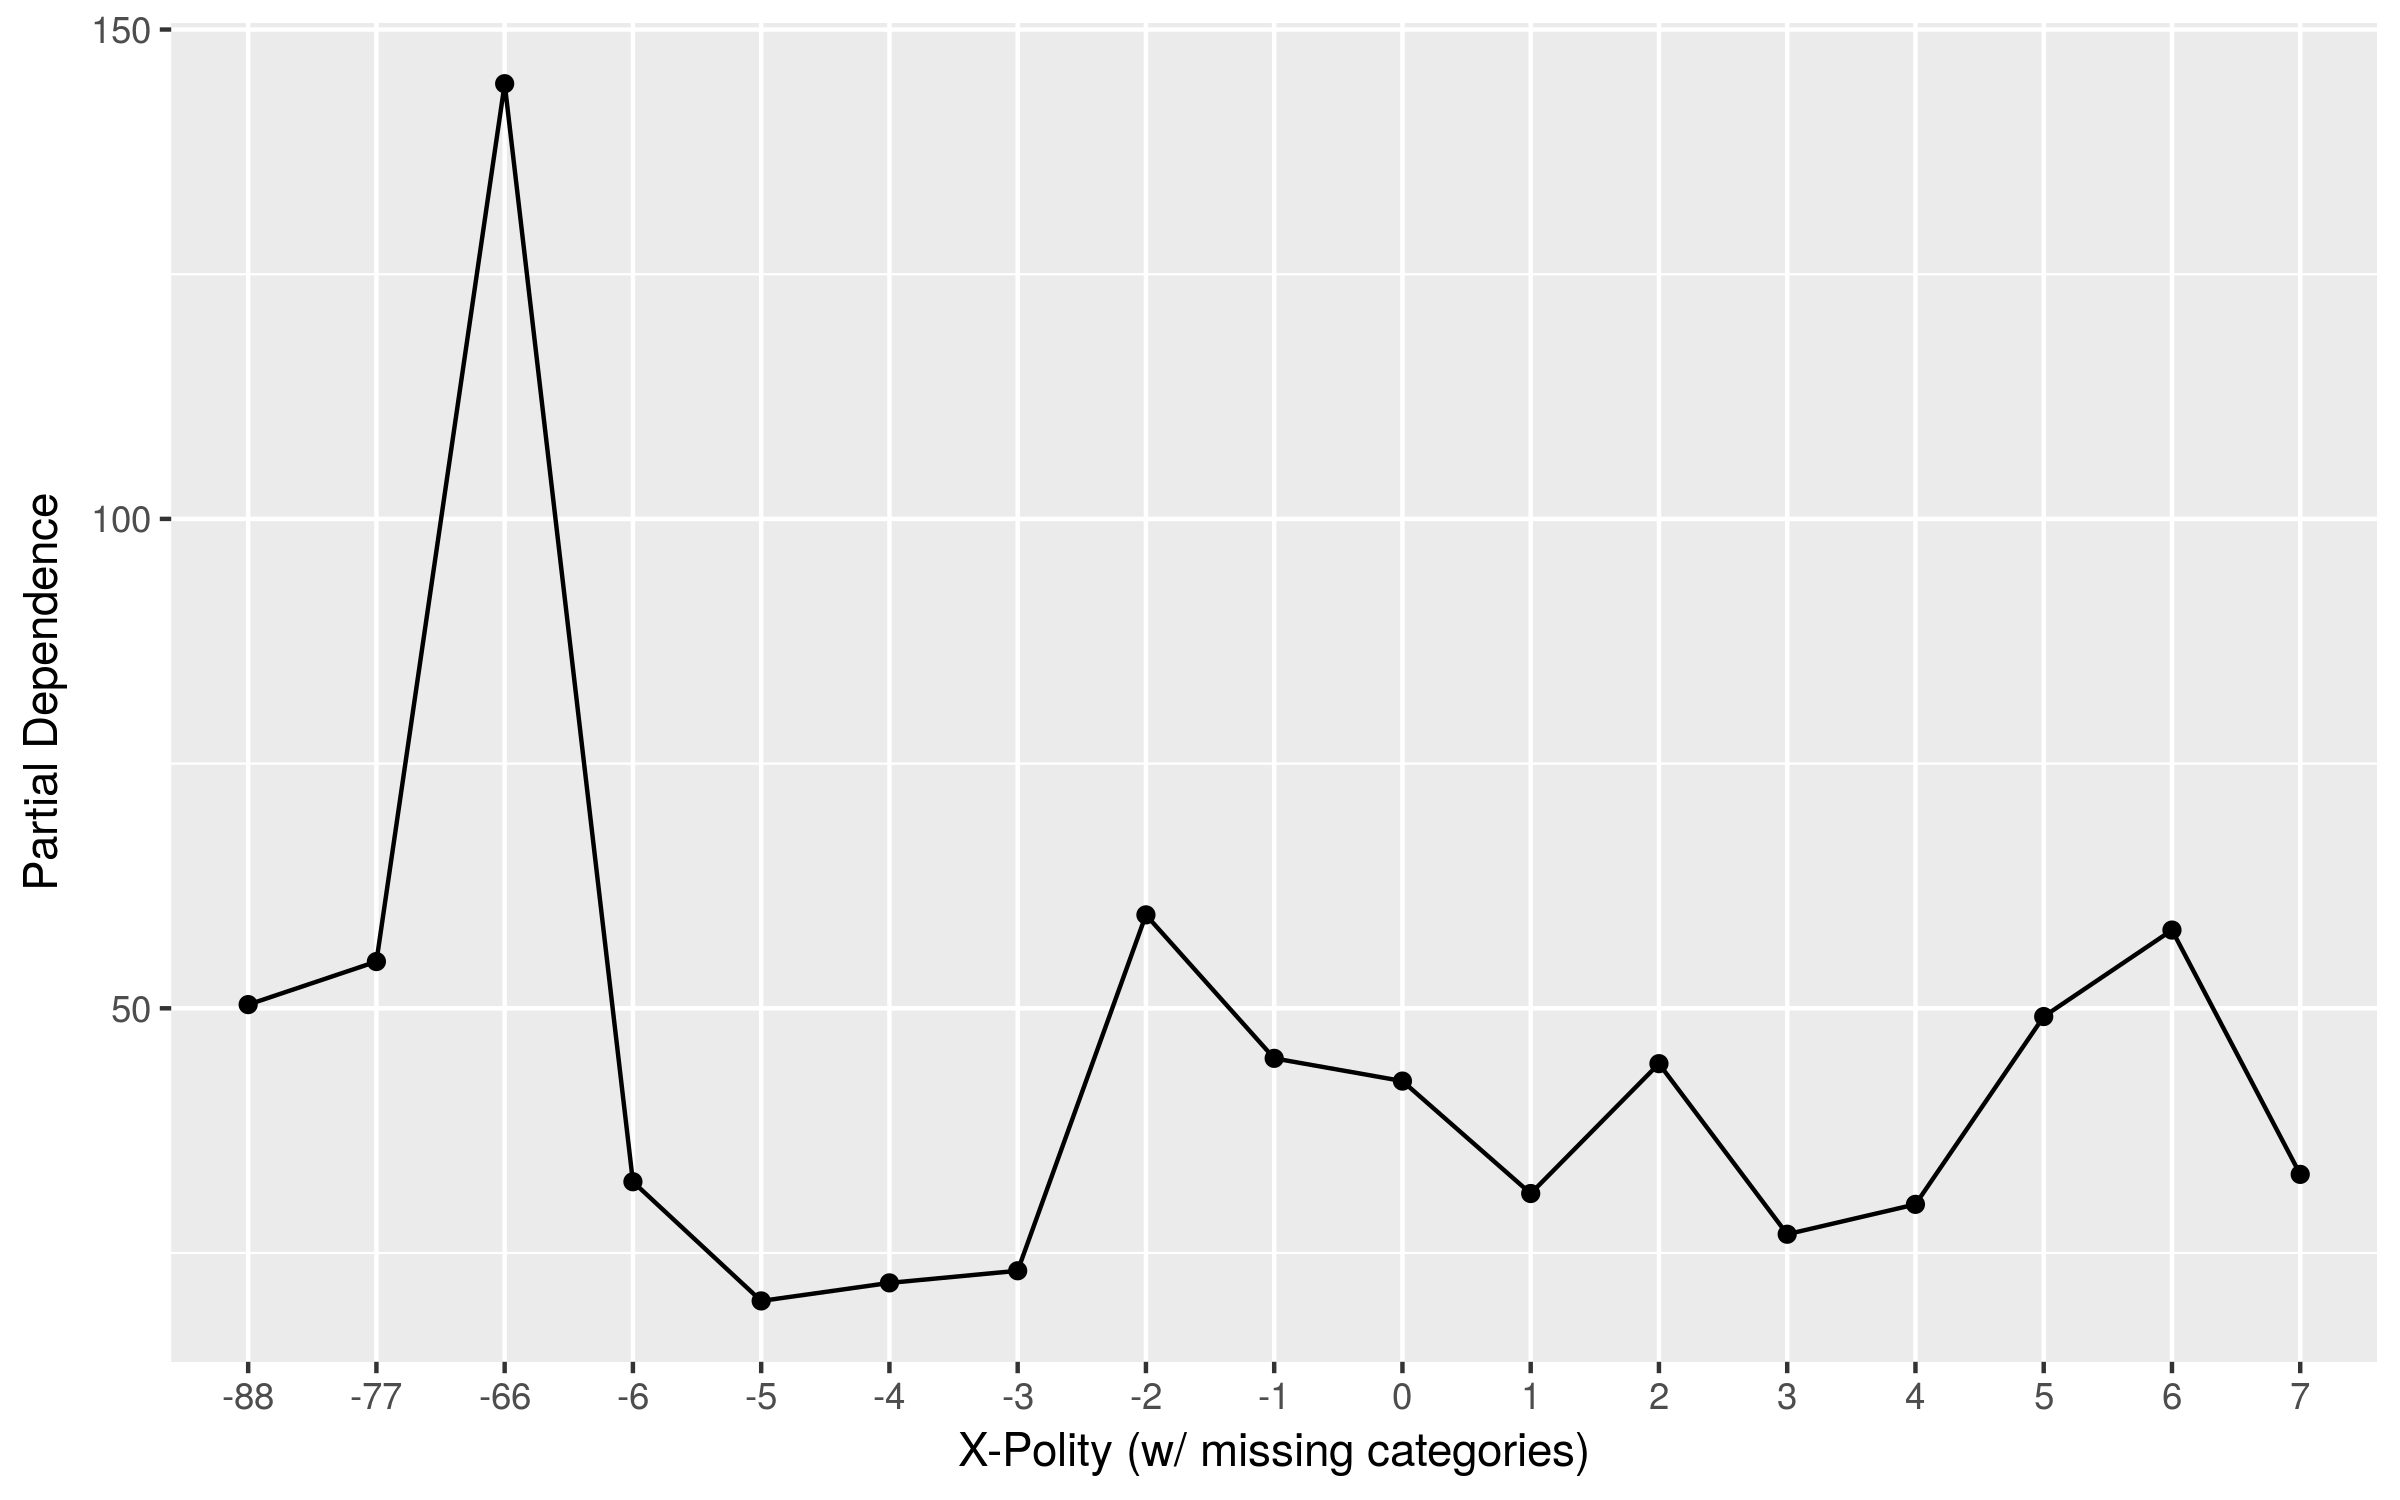 150
100
50
Partial Dependence
-88 -77 -66 -6 -5 -4 -3 -2 -1 0 1 2 3 4 5 6 7
X-Polity (w/ missing categories)